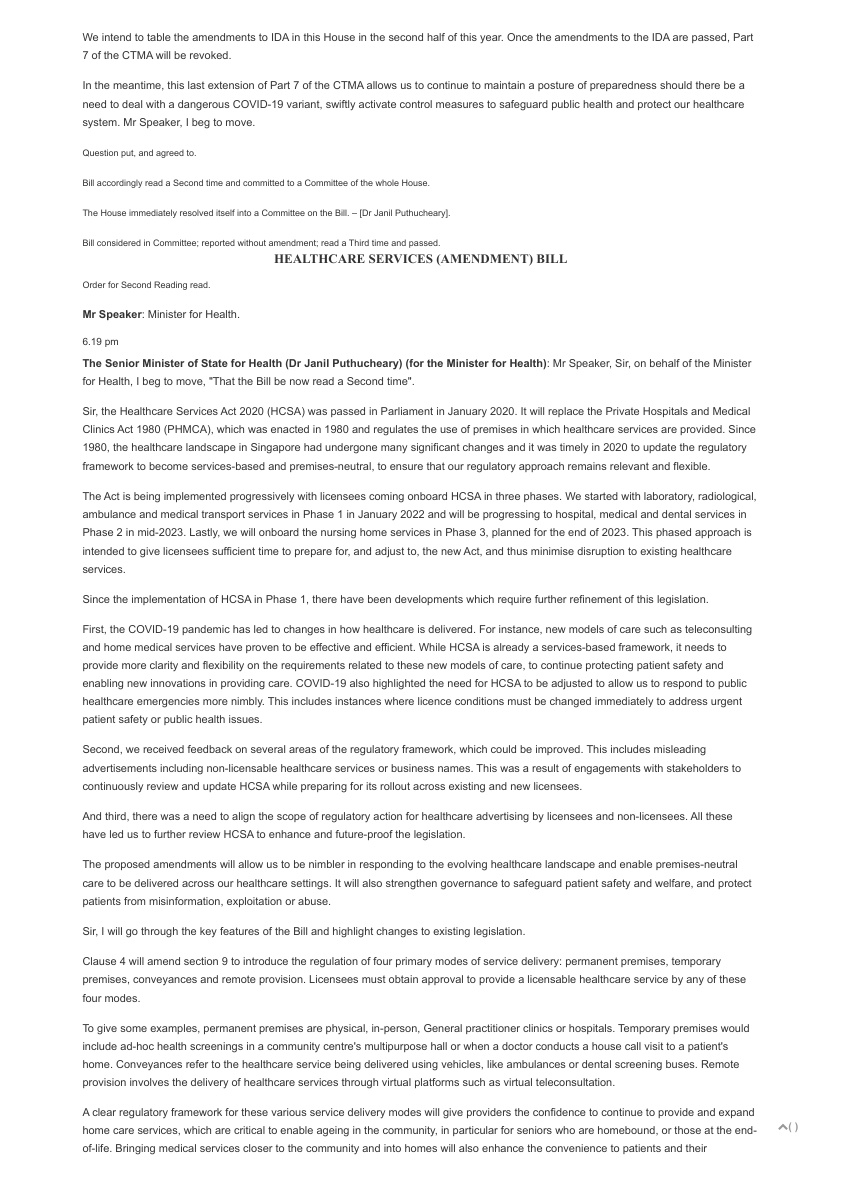 We intend to table the amendments to IDA in this House in the second half of this year. Once the amendments to the IDA are passed, Part
7 of the CTMA will be revoked.
In the meantime, this last extension of Part 7 of the CTMA allows us to continue to maintain a posture of preparedness should there be a
need to deal with a dangerous COVID-19 variant, swiftly activate control measures to safeguard public health and protect our healthcare
system. Mr Speaker, I beg to move.
Question put, and agreed to.
Bill accordingly read a Second time and committed to a Committee of the whole House.
The House immediately resolved itself into a Committee on the Bill. – [Dr Janil Puthucheary].
Bill considered in Committee; reported without amendment; read a Third time and passed.
HEALTHCARE SERVICES (AMENDMENT) BILL
Order for Second Reading read.
Mr Speaker: Minister for Health.
6.19 pm
The Senior Minister of State for Health (Dr Janil Puthucheary) (for the Minister for Health): Mr Speaker, Sir, on behalf of the Minister
for Health, I beg to move, "That the Bill be now read a Second time".
Sir, the Healthcare Services Act 2020 (HCSA) was passed in Parliament in January 2020. It will replace the Private Hospitals and Medical
Clinics Act 1980 (PHMCA), which was enacted in 1980 and regulates the use of premises in which healthcare services are provided. Since
1980, the healthcare landscape in Singapore had undergone many significant changes and it was timely in 2020 to update the regulatory
framework to become services-based and premises-neutral, to ensure that our regulatory approach remains relevant and flexible.
The Act is being implemented progressively with licensees coming onboard HCSA in three phases. We started with laboratory, radiological,
ambulance and medical transport services in Phase 1 in January 2022 and will be progressing to hospital, medical and dental services in
Phase 2 in mid-2023. Lastly, we will onboard the nursing home services in Phase 3, planned for the end of 2023. This phased approach is
intended to give licensees sufficient time to prepare for, and adjust to, the new Act, and thus minimise disruption to existing healthcare
services.
Since the implementation of HCSA in Phase 1, there have been developments which require further refinement of this legislation.
First, the COVID-19 pandemic has led to changes in how healthcare is delivered. For instance, new models of care such as teleconsulting
and home medical services have proven to be effective and efficient. While HCSA is already a services-based framework, it needs to
provide more clarity and flexibility on the requirements related to these new models of care, to continue protecting patient safety and
enabling new innovations in providing care. COVID-19 also highlighted the need for HCSA to be adjusted to allow us to respond to public
healthcare emergencies more nimbly. This includes instances where licence conditions must be changed immediately to address urgent
patient safety or public health issues.
Second, we received feedback on several areas of the regulatory framework, which could be improved. This includes misleading
advertisements including non-licensable healthcare services or business names. This was a result of engagements with stakeholders to
continuously review and update HCSA while preparing for its rollout across existing and new licensees.
And third, there was a need to align the scope of regulatory action for healthcare advertising by licensees and non-licensees. All these
have led us to further review HCSA to enhance and future-proof the legislation.
The proposed amendments will allow us to be nimbler in responding to the evolving healthcare landscape and enable premises-neutral
care to be delivered across our healthcare settings. It will also strengthen governance to safeguard patient safety and welfare, and protect
patients from misinformation, exploitation or abuse.
Sir, I will go through the key features of the Bill and highlight changes to existing legislation.
Clause 4 will amend section 9 to introduce the regulation of four primary modes of service delivery: permanent premises, temporary
premises, conveyances and remote provision. Licensees must obtain approval to provide a licensable healthcare service by any of these
four modes.
To give some examples, permanent premises are physical, in-person, General practitioner clinics or hospitals. Temporary premises would
include ad-hoc health screenings in a community centre's multipurpose hall or when a doctor conducts a house call visit to a patient's
home. Conveyances refer to the healthcare service being delivered using vehicles, like ambulances or dental screening buses. Remote
provision involves the delivery of healthcare services through virtual platforms such as virtual teleconsultation.
A clear regulatory framework for these various service delivery modes will give providers the confidence to continue to provide and expand
home care services, which are critical to enable ageing in the community, in particular for seniors who are homebound, or those at the end-
of-life. Bringing medical services closer to the community and into homes will also enhance the convenience to patients and their
( )